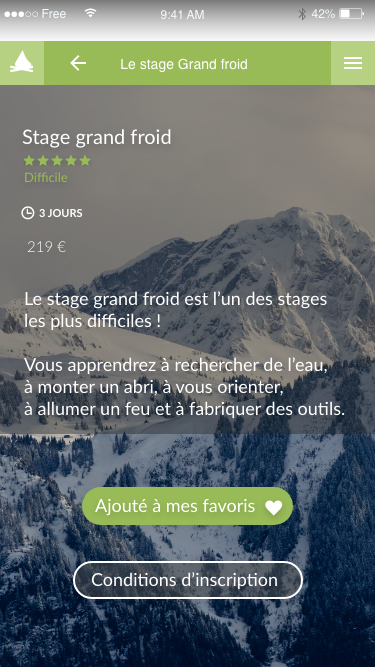 Free 9:41 AM 42%
Le stage Grand froid
Stage grand froid
Difficile
3 JOURS
219 €
Le stage grand froid est l'un des stages
les plus difficiles !
Vous apprendrez à rechercher de l'eau,
à monter un abri, à vous orienter,
à allumer un feu et à fabriquer des outils.
Ajouté à mes favoris
Conditions d'inscription